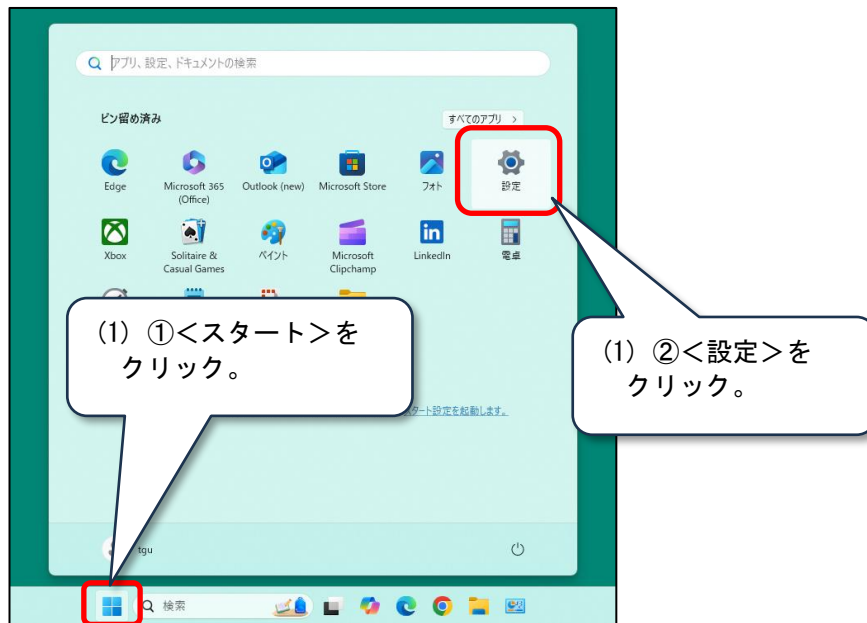 アプリ、設定、ドキュメントの検索
ピン留め済み
すべてのアプリ >
Edge
Microsoft 365
(Office)
Outlook (new)
Microsoft Store
フォト
設定
Xbox
Solitaire &
Casual Games
ペイント
Microsoft
Clipchamp
LinkedIn
電卓
(1) ①<スタート>を
クリック。
(1) ②<設定>を
クリック。
スタート設定を起動します。
tgu
検索